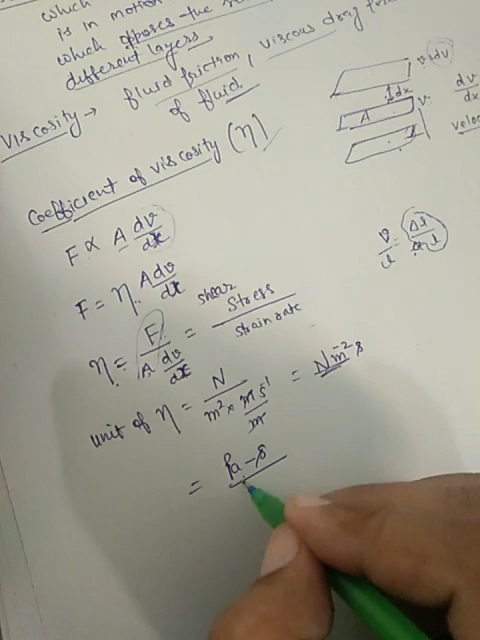 which
is in motion
which opposes the
different layers.
Viscosity → fluid friction, viscous drag
of fluid.
v+dv
dx
A v
dv
dx
Coefficient of viscosity (η)
F ∝ A dv/dx
v/l = Δl/l
F = η. A dv/dx
η = F/(A dv/dx) = shear stress/strain rate
unit of η = N/(m² × m s⁻¹/m) = N m⁻² s
= Pa-s